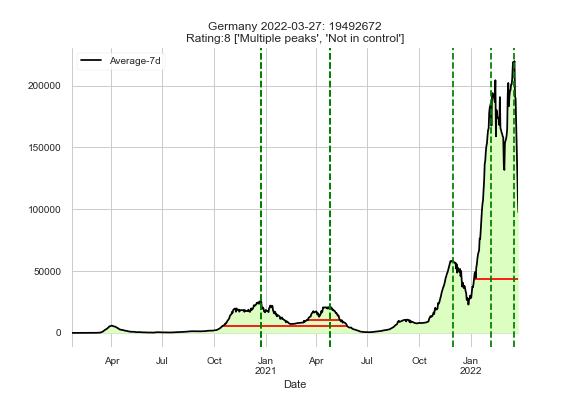 Germany 2022-03-27: 19492672
Rating:8 ['Multiple peaks', 'Not in control']
Average-7d
200000
150000
100000
50000
0
Apr
Jul
Oct
Jan
2021
Apr
Jul
Oct
Jan
2022
Date